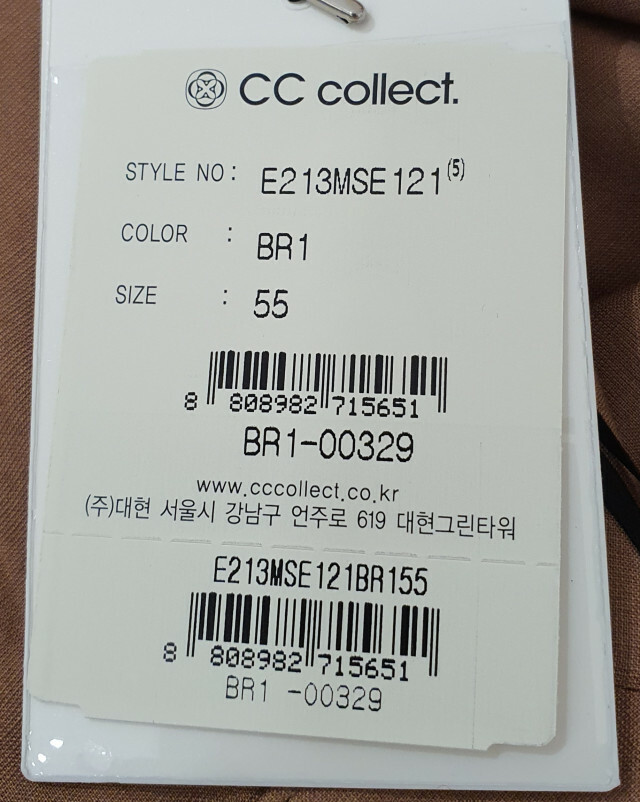 CC collect.
STYLE NO : E213MSE121(5)
COLOR : BR1
SIZE : 55
8 808982 715651
BR1-00329
www.cccollect.co.kr
(주)대현 서울시 강남구 언주로 619 대현그린타워
E213MSE121BR155
8 808982 715651
BR1 -00329